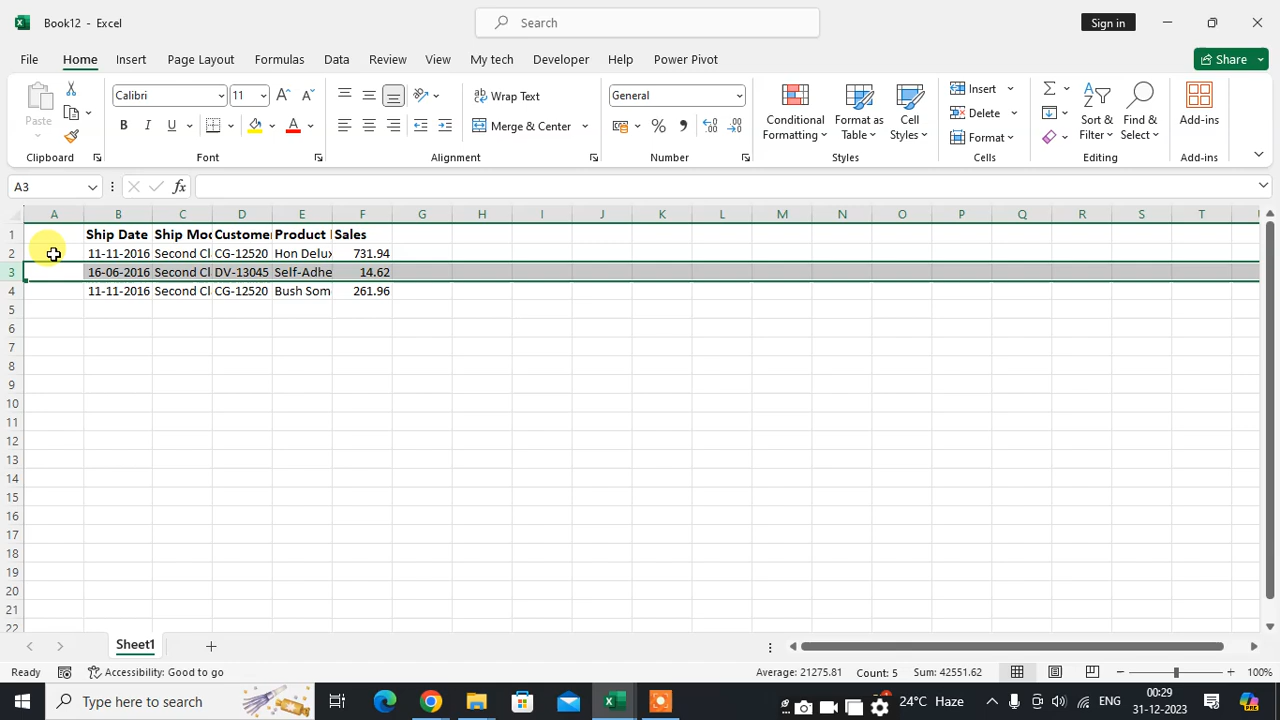 Book12 - Excel
Search
Sign in
File Home Insert Page Layout Formulas Data Review View My tech Developer Help Power Pivot
Share
Paste
Clipboard
Calibri 11
B I U
Font
Wrap Text
Merge & Center
Alignment
General
Number
Conditional Formatting
Format as Table
Cell Styles
Styles
Insert
Delete
Format
Cells
Sort & Filter
Find & Select
Editing
Add-ins
Add-ins
A3
fx
A B C D E F G H I J K L M N O P Q R S T
1 Ship Date Ship Mod Customer Product Sales
2 11-11-2016 Second Cl CG-12520 Hon Delux 731.94
3 16-06-2016 Second Cl DV-13045 Self-Adhe 14.62
4 11-11-2016 Second Cl CG-12520 Bush Som 261.96
5
6
7
8
9
10
11
12
13
14
15
16
17
18
19
20
21
22
Sheet1
Ready Accessibility: Good to go Average: 21275.81 Count: 5 Sum: 42551.62 100%
Type here to search
24°C Haze ENG 00:29
31-12-2023